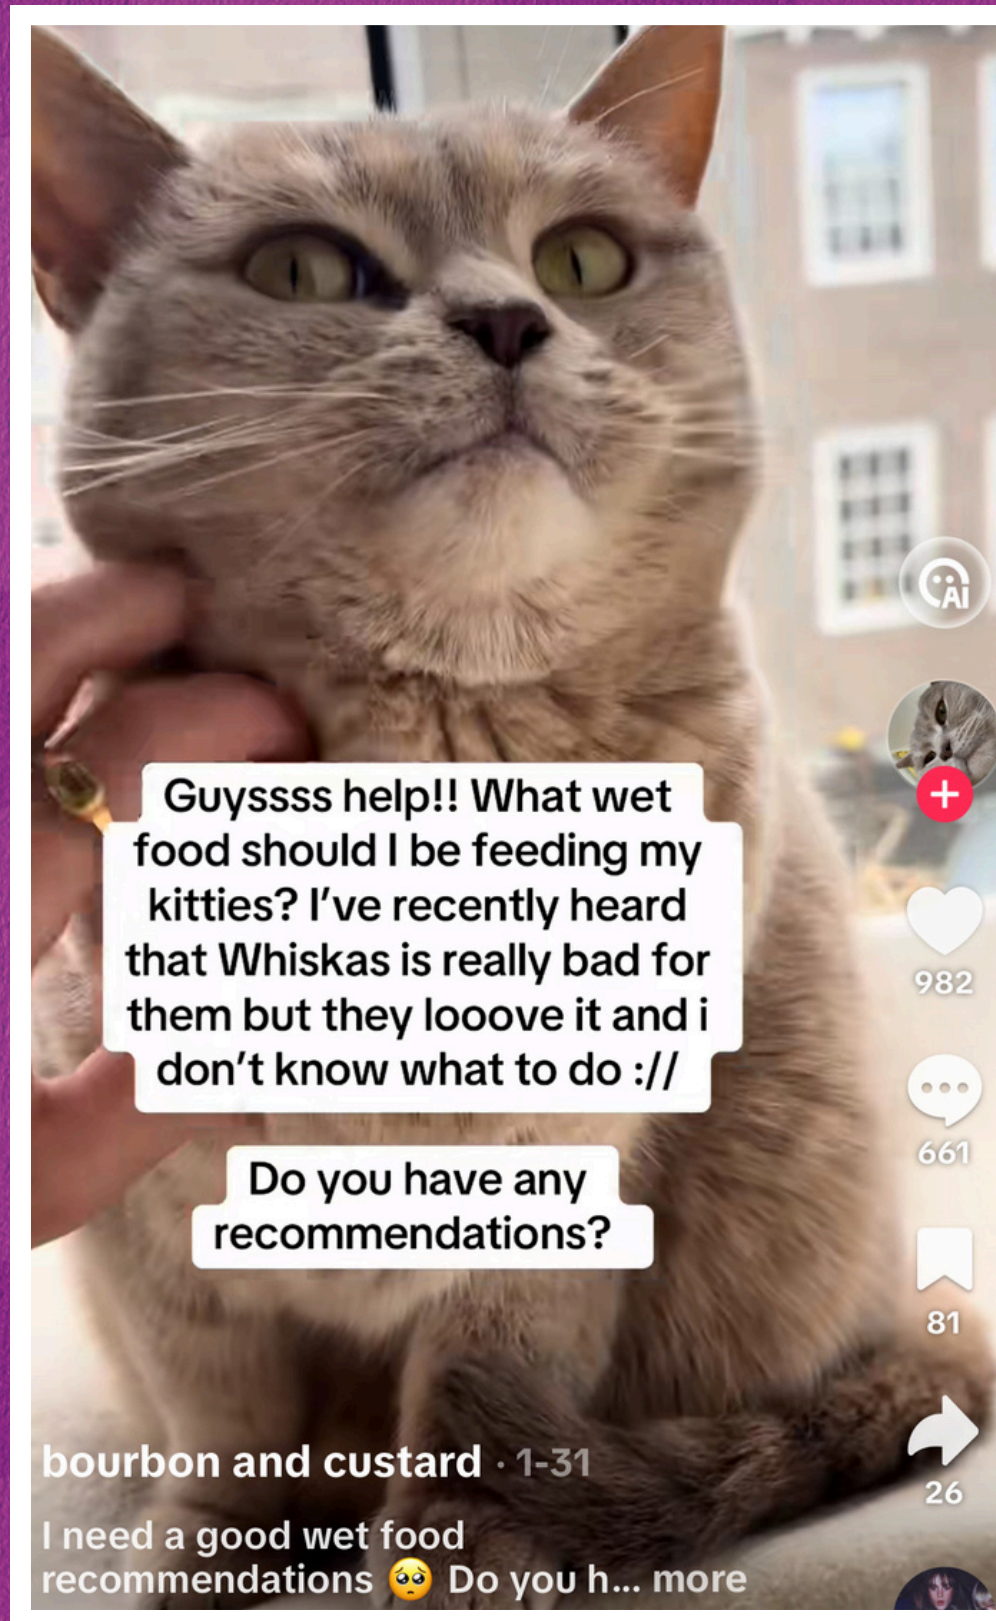 AI
Guyssss help!! What wet
food should I be feeding my
kitties? I’ve recently heard
that Whiskas is really bad for
them but they looove it and i
don’t know what to do ://
Do you have any
recommendations?
982
661
81
26
bourbon and custard · 1-31
I need a good wet food
recommendations 🥺 Do you h... more